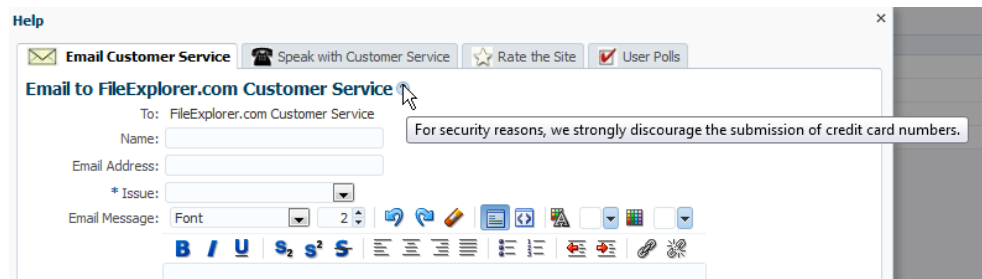 Help
Email Customer Service Speak with Customer Service Rate the Site User Polls
Email to FileExplorer.com Customer Service
To: FileExplorer.com Customer Service
For security reasons, we strongly discourage the submission of credit card numbers.
Name:
Email Address:
* Issue:
Email Message: Font 2
B I U S2 S2 S